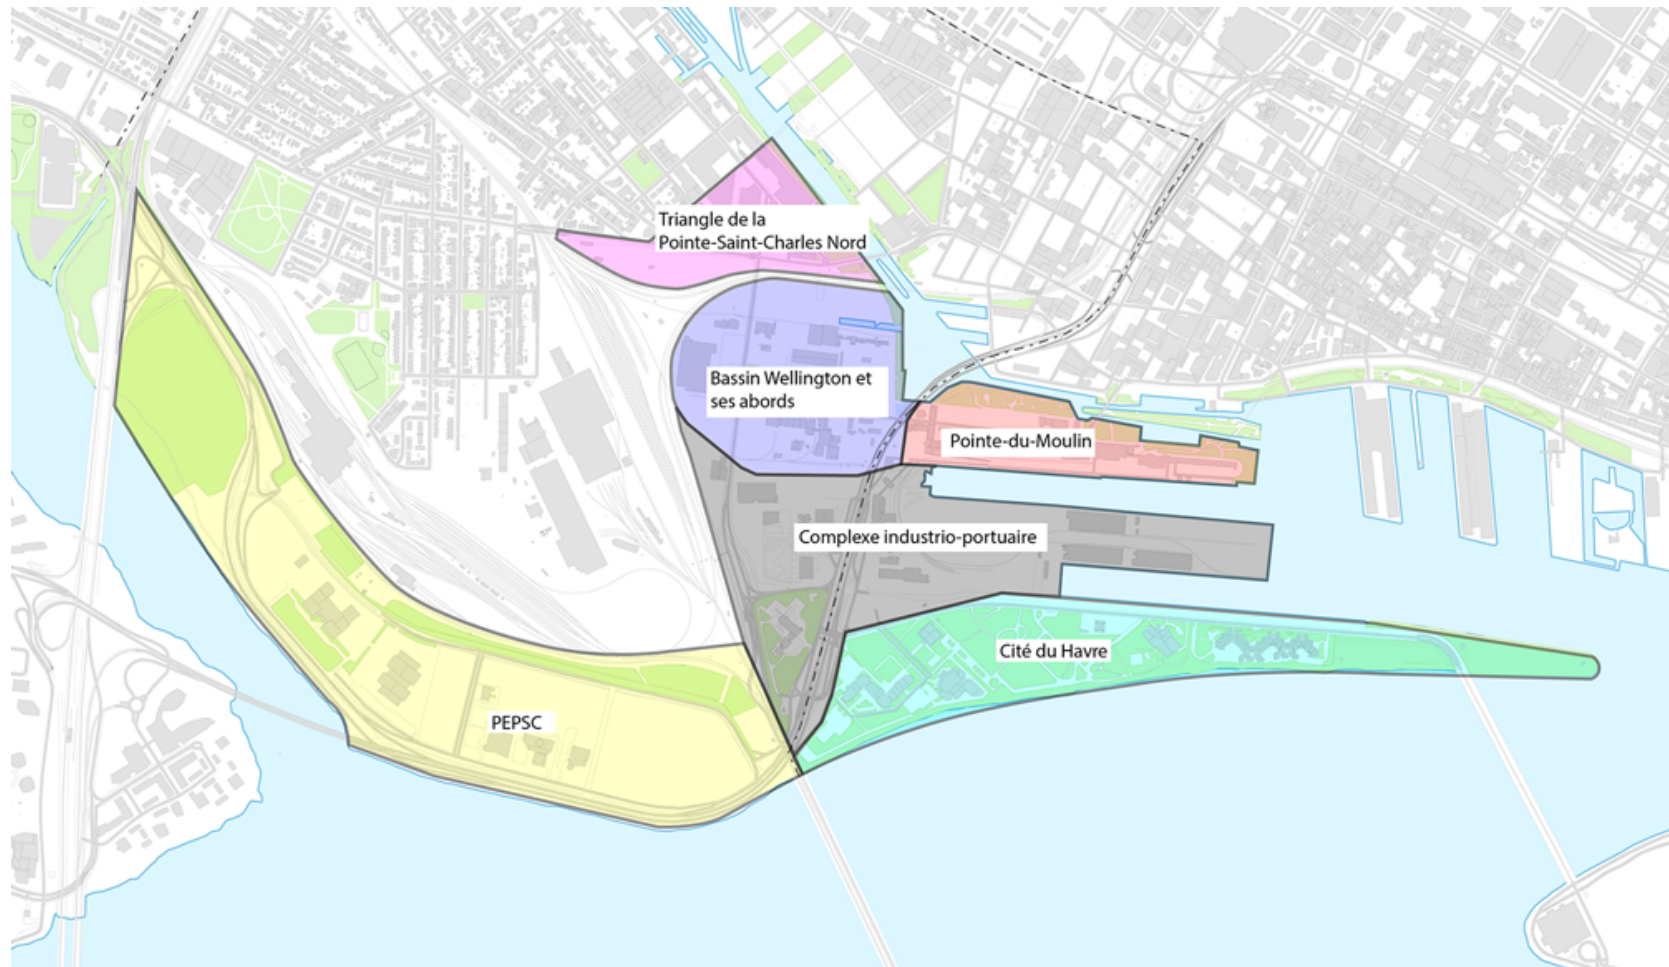 Triangle de la
Pointe-Saint-Charles Nord
Bassin Wellington et
ses abords
Pointe-du-Moulin
Complexe industrio-portuaire
Cité du Havre
PEPSC